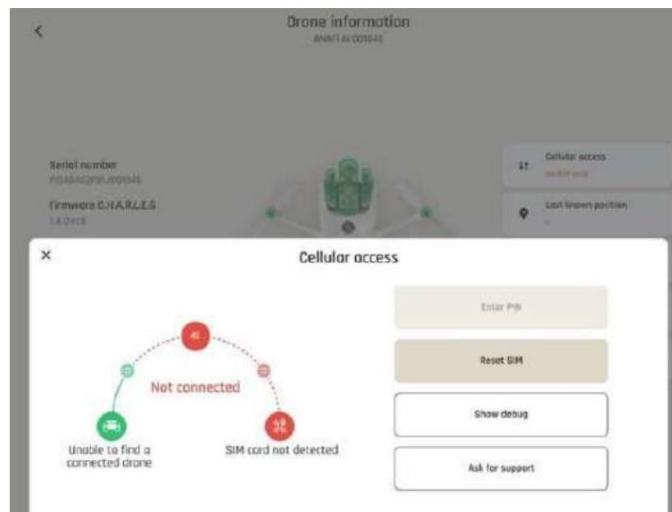 Drone information
Serial number
Cellular access
Last known position
Cellular access
4G
Not connected
Unable to find a
connected drone
SIM card not detected
Enter PIN
Reset SIM
Show debug
Ask for support